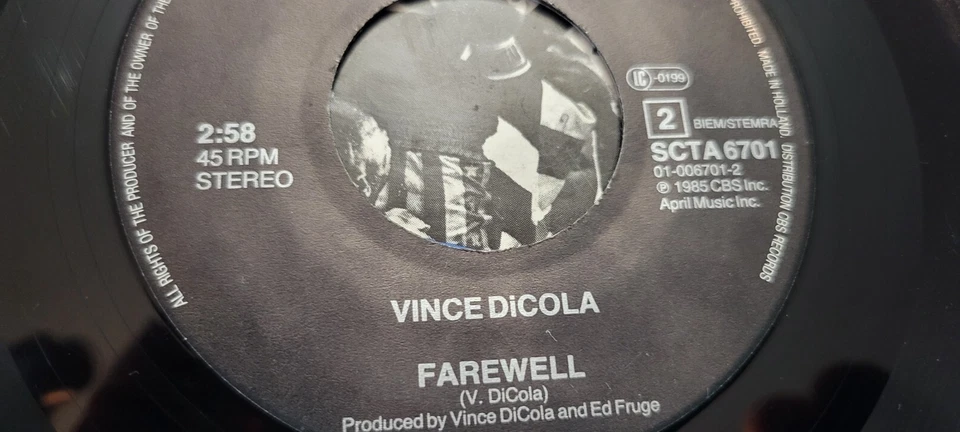 ALL RIGHTS OF THE PRODUCER AND OF THE OWNER OF THE
2:58
45 RPM
STEREO
IC -0199
2
BIEM/STEMRA
SCTA 6701
01-006701-2
℗ 1985 CBS Inc.
April Music Inc.
PROHIBITED. MADE IN HOLLAND DISTRIBUTION CBS RECORDS
VINCE DiCOLA
FAREWELL
(V. DiCola)
Produced by Vince DiCola and Ed Fruge